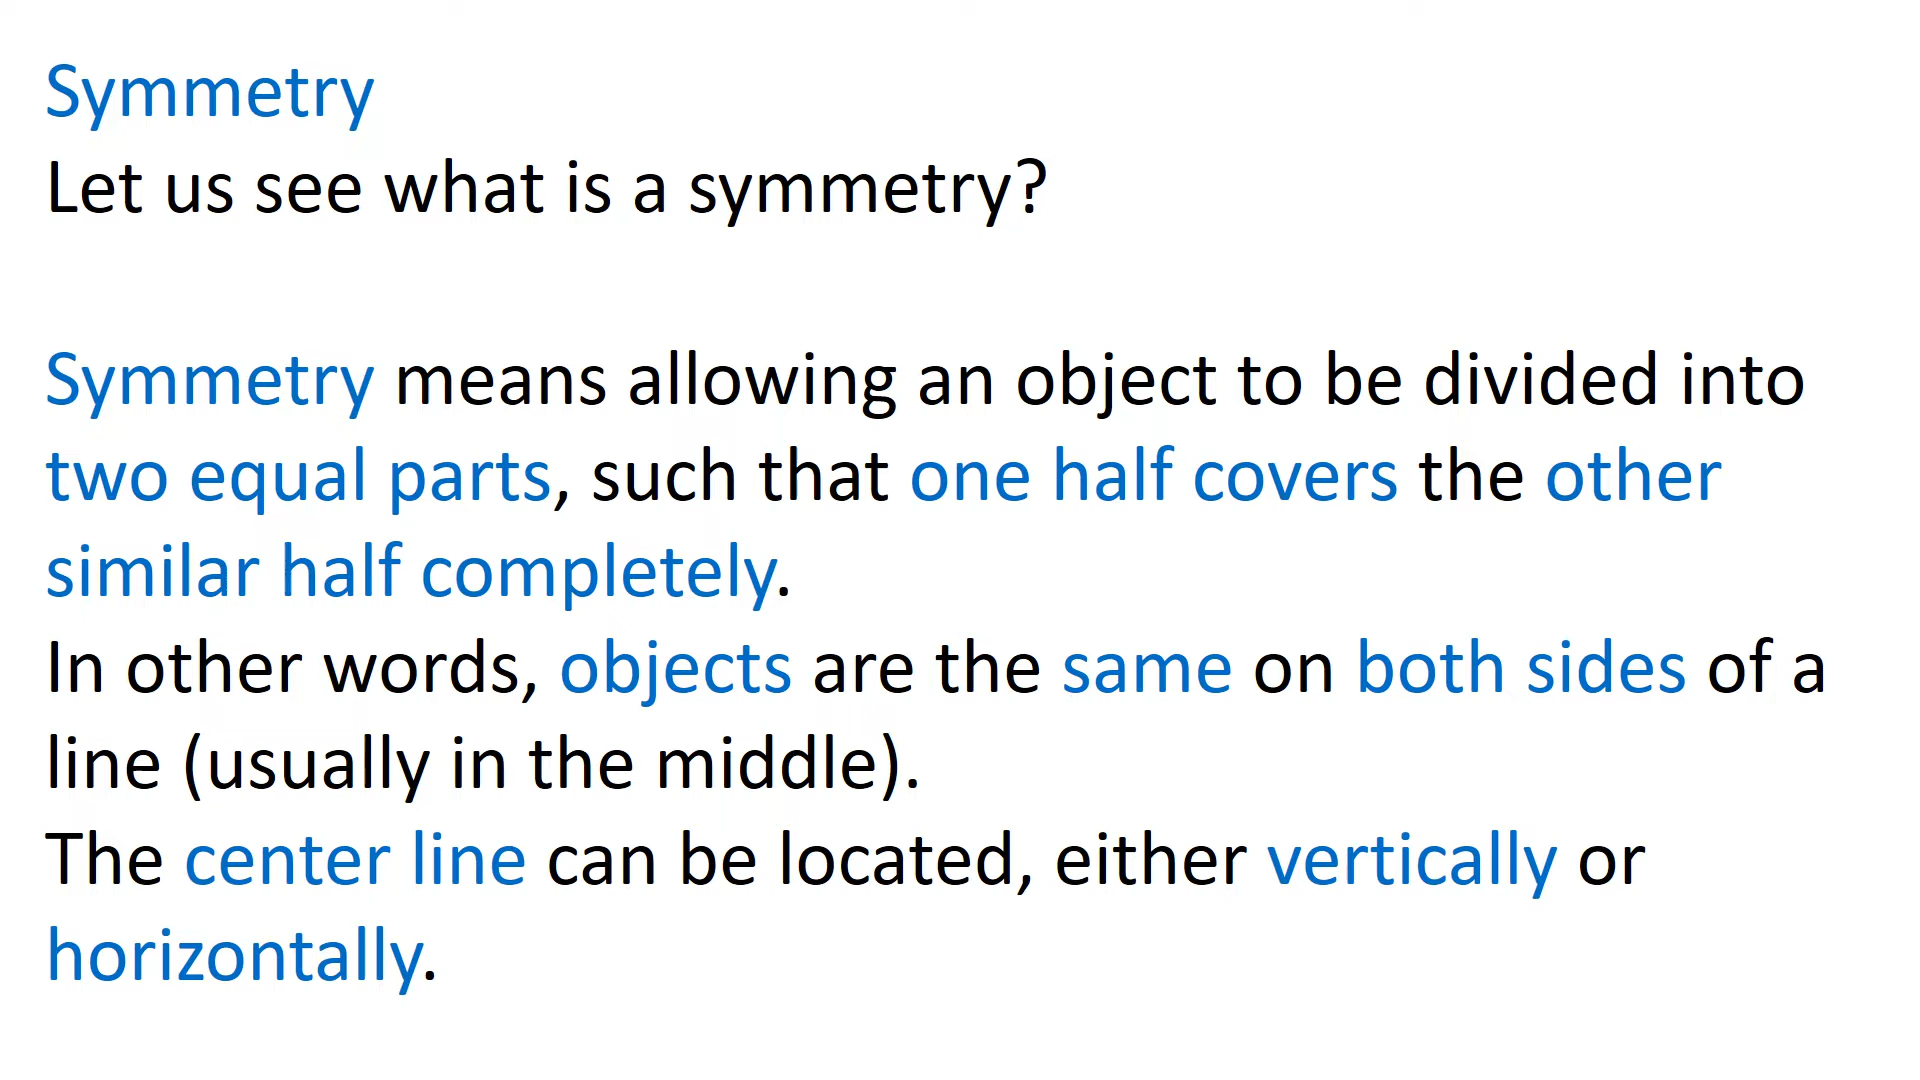 Symmetry
Let us see what is a symmetry?
Symmetry means allowing an object to be divided into
two equal parts, such that one half covers the other
similar half completely.
In other words, objects are the same on both sides of a
line (usually in the middle).
The center line can be located, either vertically or
horizontally.